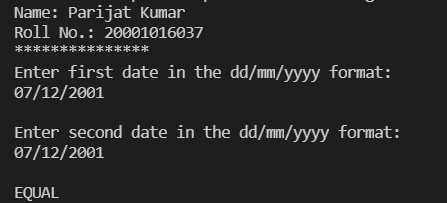 Name: Parijat Kumar
Roll No.: 20001016037
***************
Enter first date in the dd/mm/yyyy format:
07/12/2001
Enter second date in the dd/mm/yyyy format:
07/12/2001
EQUAL